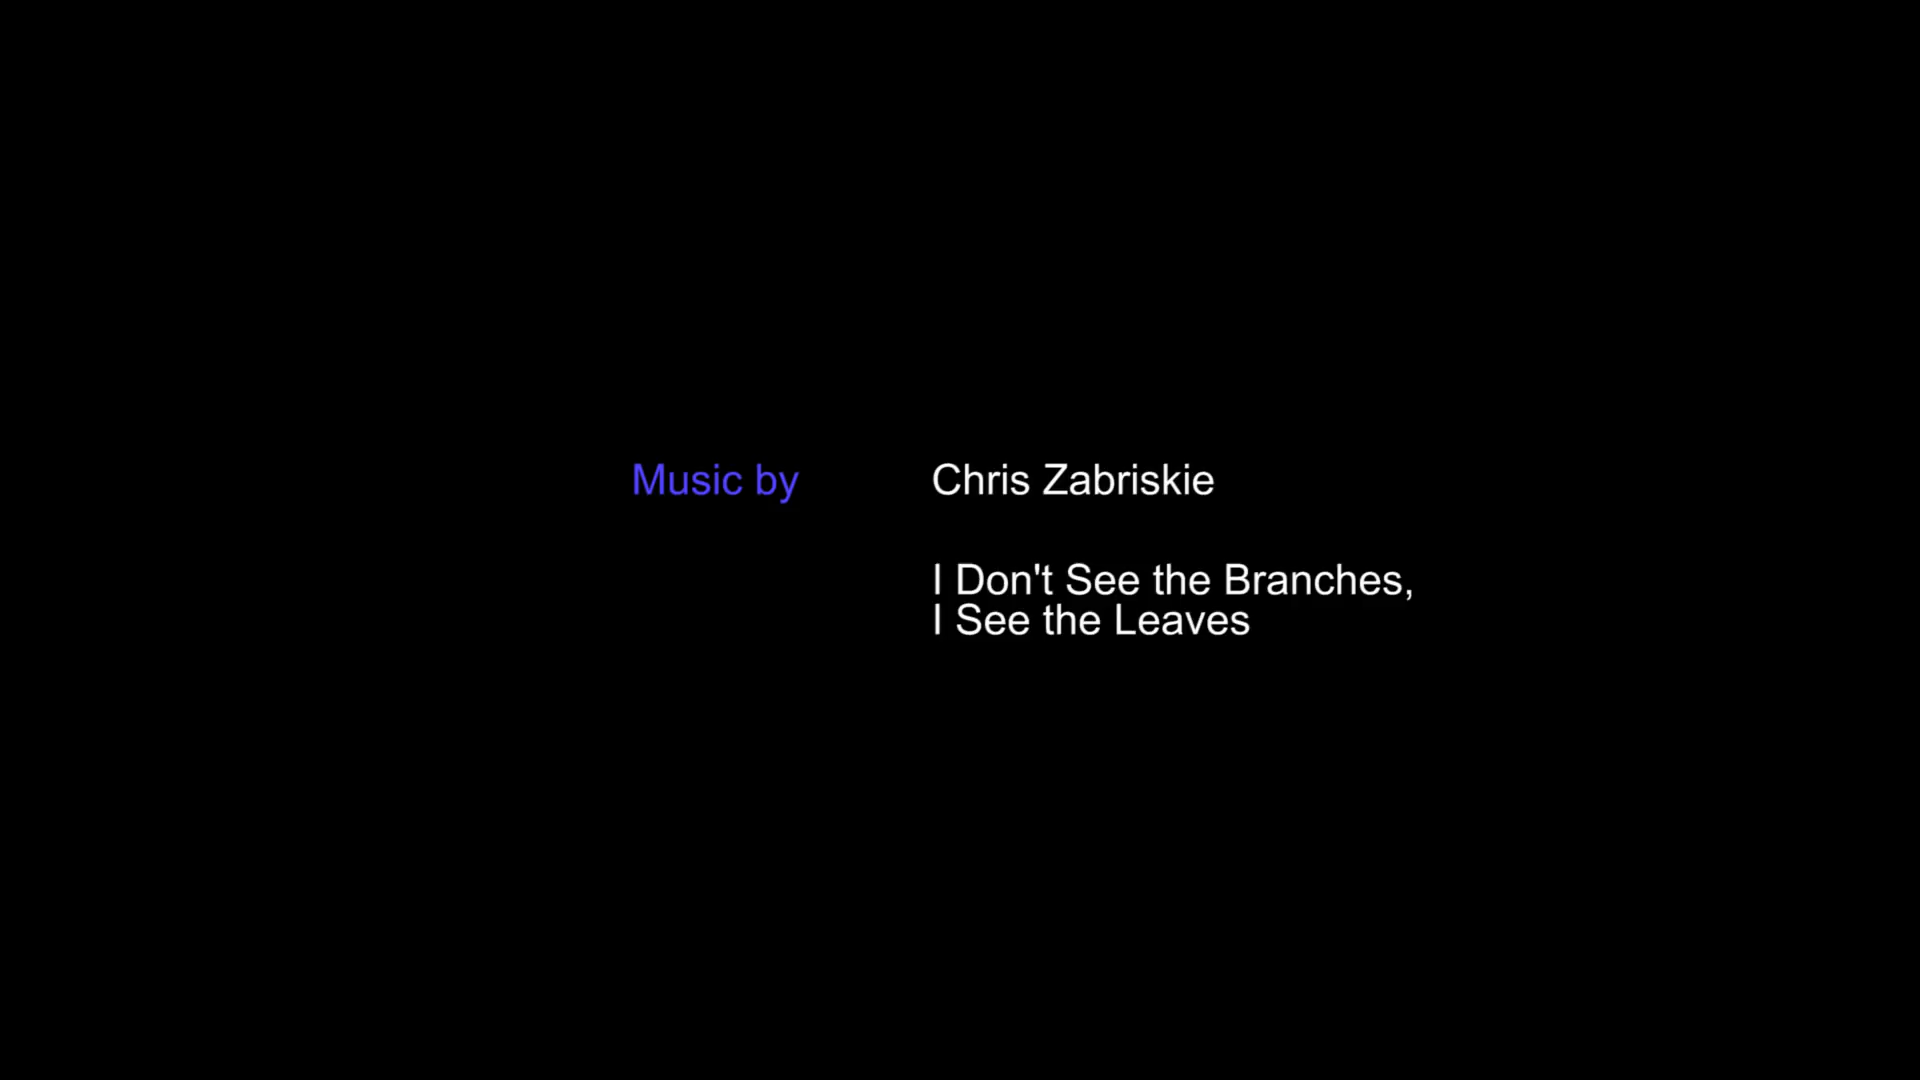 Music by Chris Zabriskie
I Don't See the Branches,
I See the Leaves